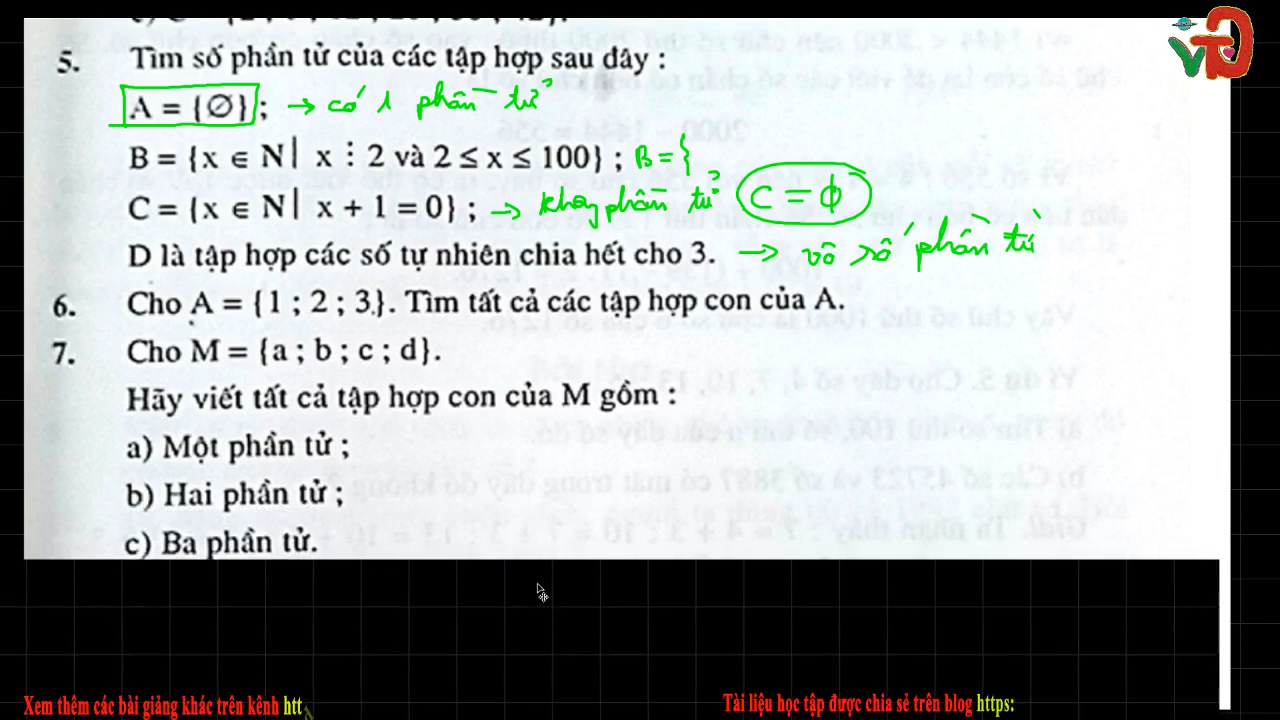 5. Tìm số phần tử của các tập hợp sau đây :
A = {∅} ; → có 1 phần tử
B = {x ∈ N | x ⋮ 2 và 2 ≤ x ≤ 100} ; B = {
C = {x ∈ N | x + 1 = 0} ; → không phần tử C = ϕ
D là tập hợp các số tự nhiên chia hết cho 3. → vô số phần tử
6. Cho A = {1 ; 2 ; 3}. Tìm tất cả các tập hợp con của A.
7. Cho M = {a ; b ; c ; d}.
Hãy viết tất cả tập hợp con của M gồm :
a) Một phần tử ;
b) Hai phần tử ;
c) Ba phần tử.
Xem thêm các bài giảng khác trên kênh htt
Tài liệu học tập được chia sẻ trên blog https: